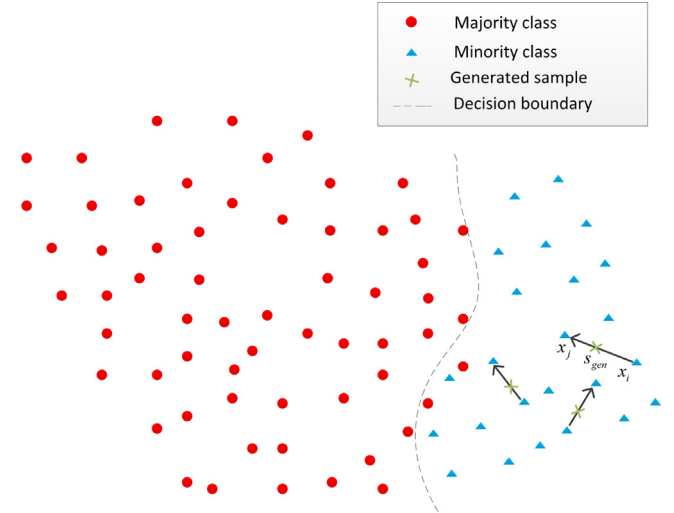 Majority class
Minority class
Generated sample
Decision boundary
x_j
s_gen
x_i